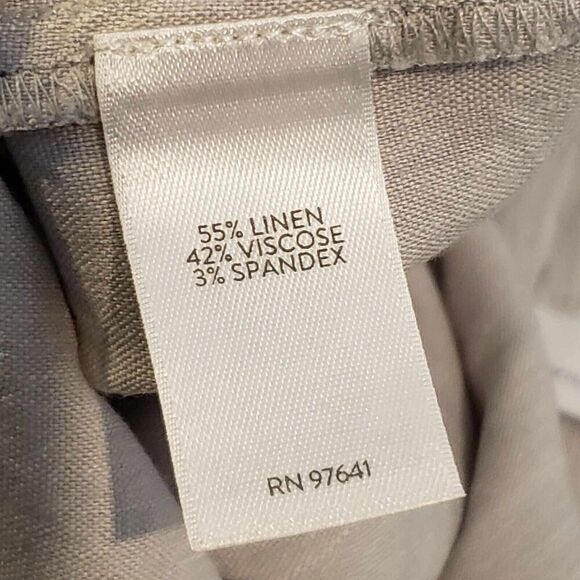 55% LINEN
42% VISCOSE
3% SPANDEX
RN 97641